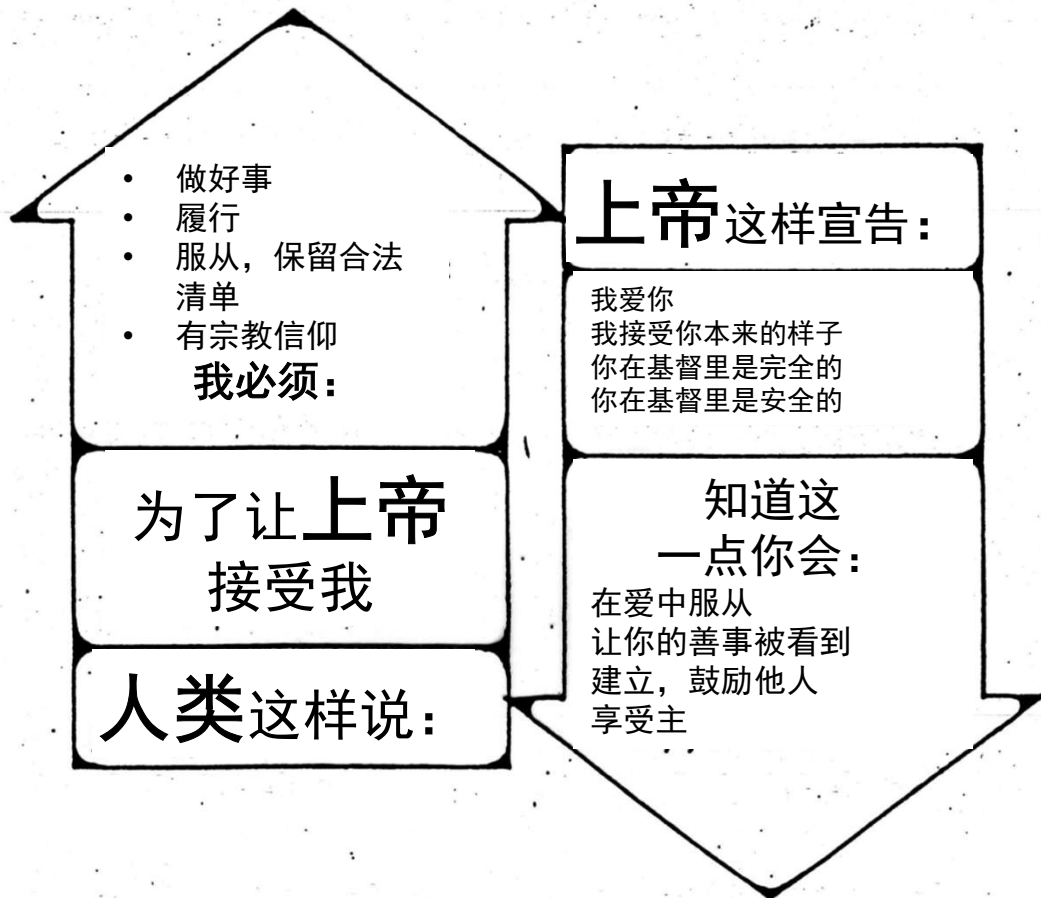 • 做好事
• 履行
• 服从，保留合法
清单
• 有宗教信仰
我必须：
为了让上帝
接受我
人类这样说：
上帝这样宣告：
我爱你
我接受你本来的样子
你在基督里是完全的
你在基督里是安全的
知道这
一点你会：
在爱中服从
让你的善事被看到
建立，鼓励他人
享受主